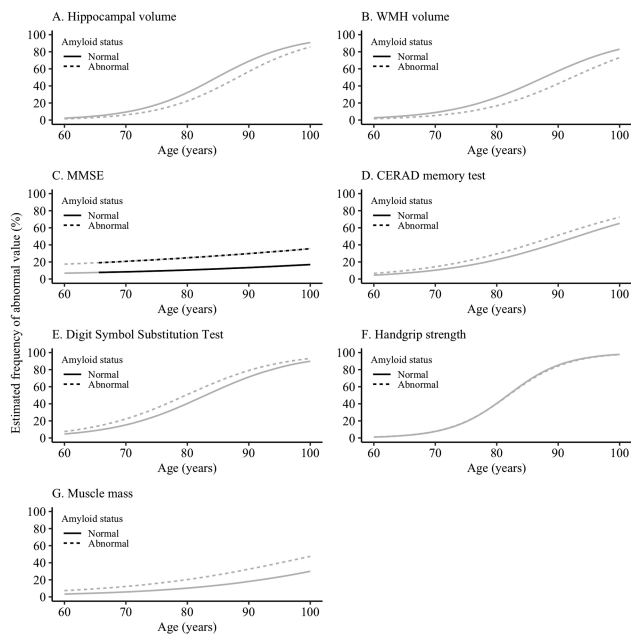 A. Hippocampal volume
Amyloid status
Normal
Abnormal
100
80
60
40
20
0
60 70 80 90 100
Age (years)
B. WMH volume
Amyloid status
Normal
Abnormal
100
80
60
40
20
0
60 70 80 90 100
Age (years)
Estimated frequency of abnormal value (%)
C. MMSE
Amyloid status
Normal
Abnormal
100
80
60
40
20
0
60 70 80 90 100
Age (years)
D. CERAD memory test
Amyloid status
Normal
Abnormal
100
80
60
40
20
0
60 70 80 90 100
Age (years)
E. Digit Symbol Substitution Test
Amyloid status
Normal
Abnormal
100
80
60
40
20
0
60 70 80 90 100
Age (years)
F. Handgrip strength
Amyloid status
Normal
Abnormal
100
80
60
40
20
0
60 70 80 90 100
Age (years)
G. Muscle mass
Amyloid status
Normal
Abnormal
100
80
60
40
20
0
60 70 80 90 100
Age (years)